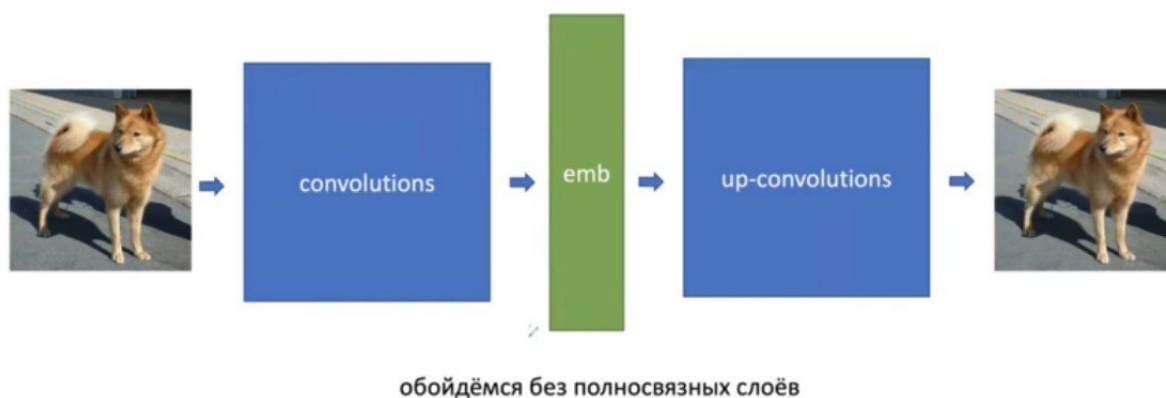 convolutions
emb
up-convolutions
обойдёмся без полносвязных слоёв